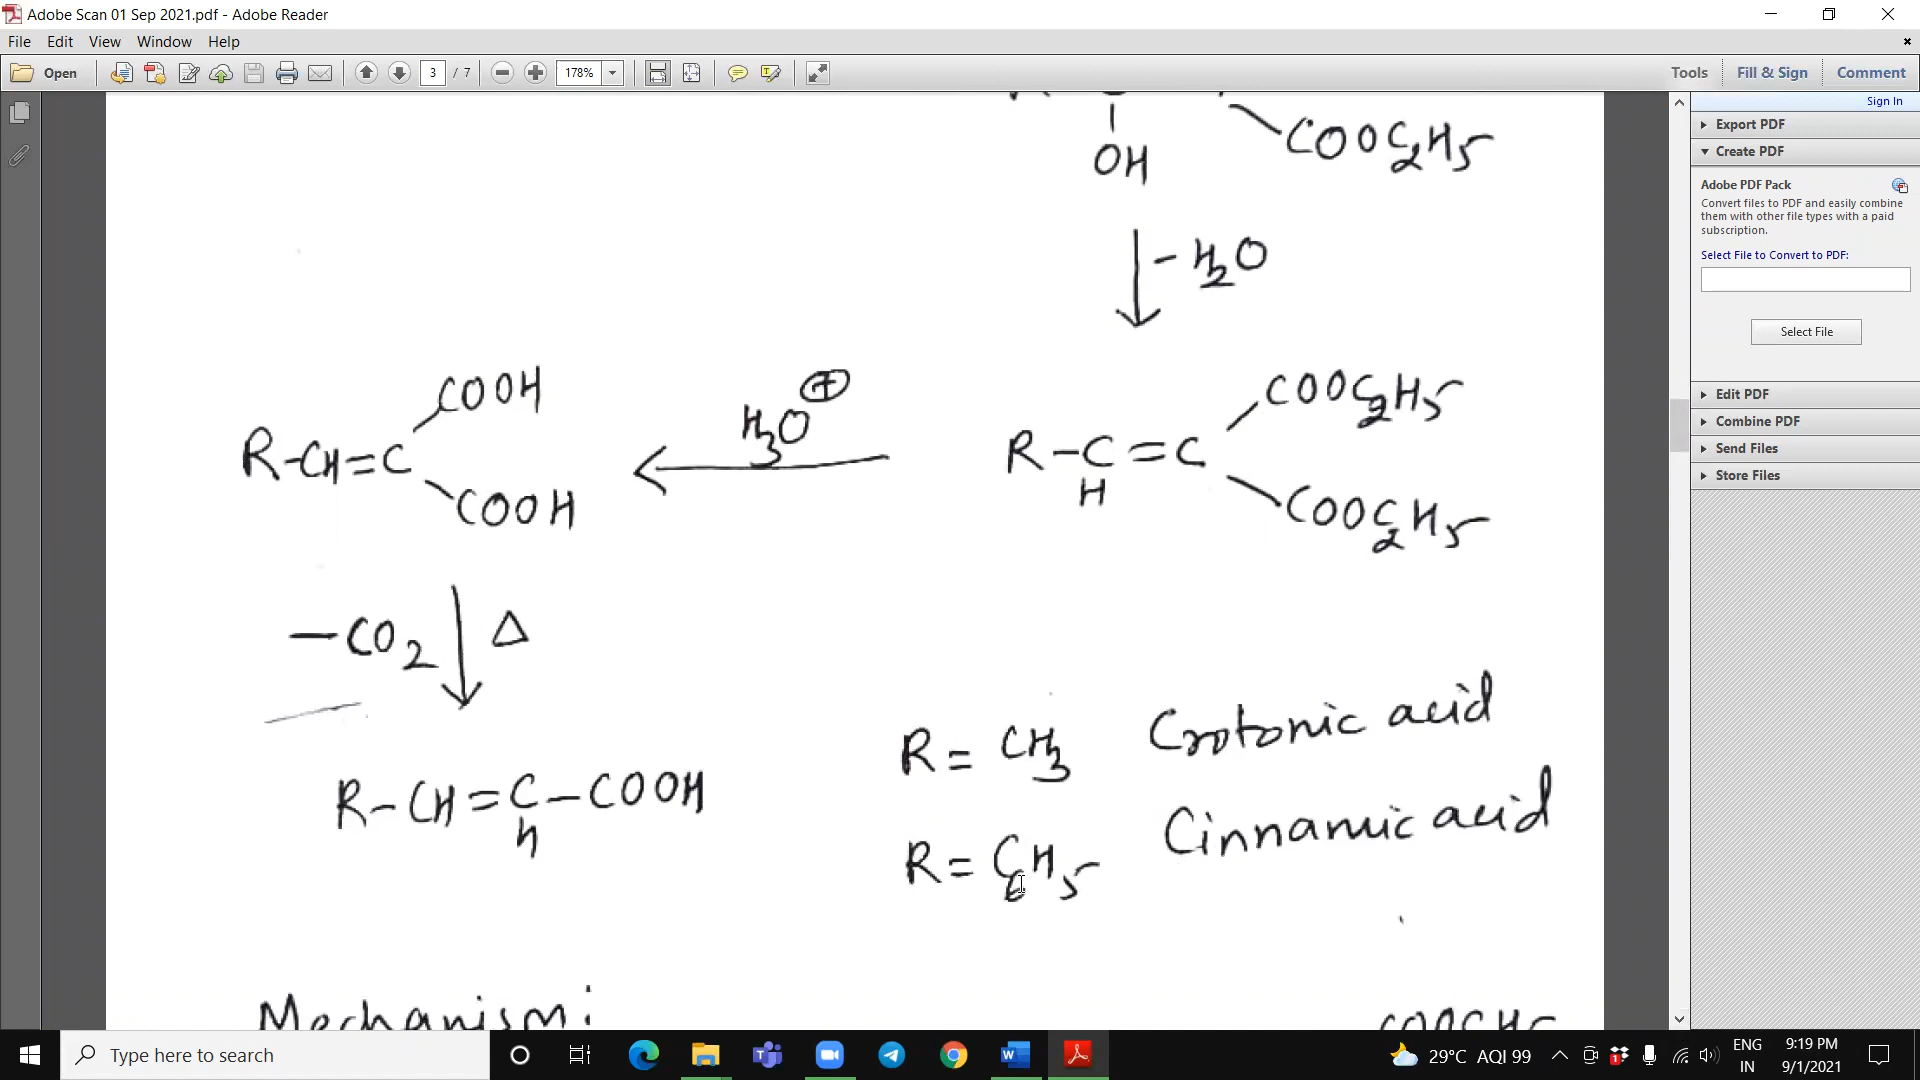 Adobe Scan 01 Sep 2021.pdf - Adobe Reader
File Edit View Window Help
Open 3 / 7 178% Tools Fill & Sign Comment
Sign In
Export PDF
Create PDF
Adobe PDF Pack
Convert files to PDF and easily combine
them with other file types with a paid
subscription.
Select File to Convert to PDF:
Select File
Edit PDF
Combine PDF
Send Files
Store Files
COOC2H5
OH
- H2O
COOH
H3O⊕
COOC2H5
R-CH=C
R-C=C
H
COOH
COOC2H5
-CO2 Δ
R-CH=C-COOH
H
R= CH3 Crotonic acid
R= C6H5 Cinnamic acid
Mechanism:
COOC2H5
Type here to search
29°C AQI 99
ENG
IN
9:19 PM
9/1/2021